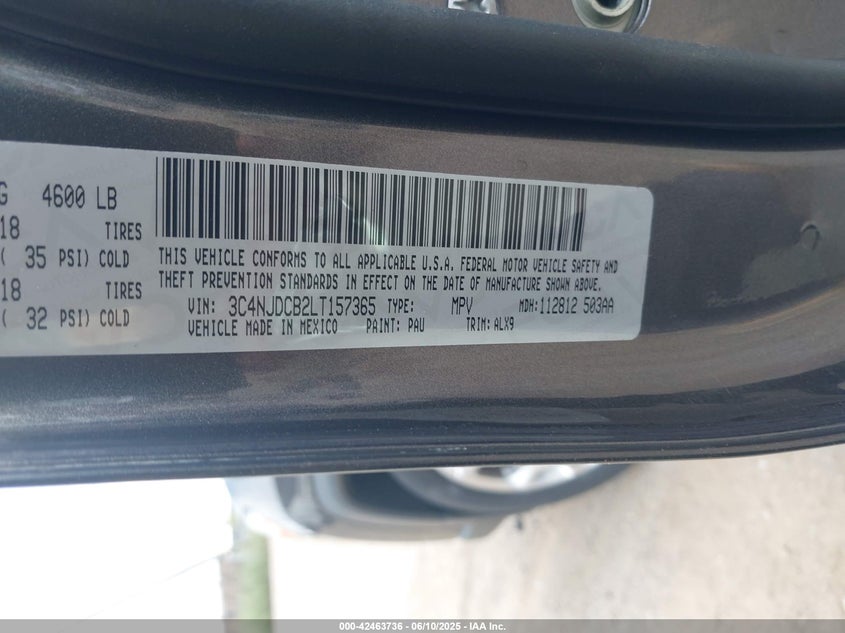 G 4600 LB
18 TIRES
( 35 PSI) COLD
18 TIRES
( 32 PSI) COLD
THIS VEHICLE CONFORMS TO ALL APPLICABLE U.S.A. FEDERAL MOTOR VEHICLE SAFETY AND
THEFT PREVENTION STANDARDS IN EFFECT ON THE DATE OF MANUFACTURE SHOWN ABOVE.
VIN: 3C4NJDCB2LT157365 TYPE: MPV MDH: 112812 503AA
VEHICLE MADE IN MEXICO PAINT: PAU TRIM: ALX9
000-42463736 - 06/10/2025 - IAA Inc.